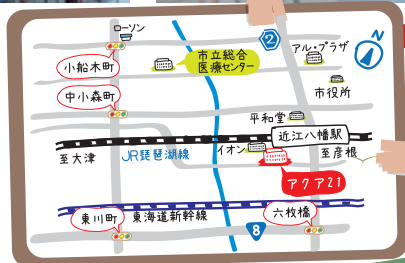 ローソン
2
N
小船木町
市立総合
医療センター
アル・プラザ
市役所
中小森町
平和堂
近江八幡駅
至大津
JR琵琶湖線
イオン
至彦根
アクア21
東川町
東海道新幹線
六枚橋
8